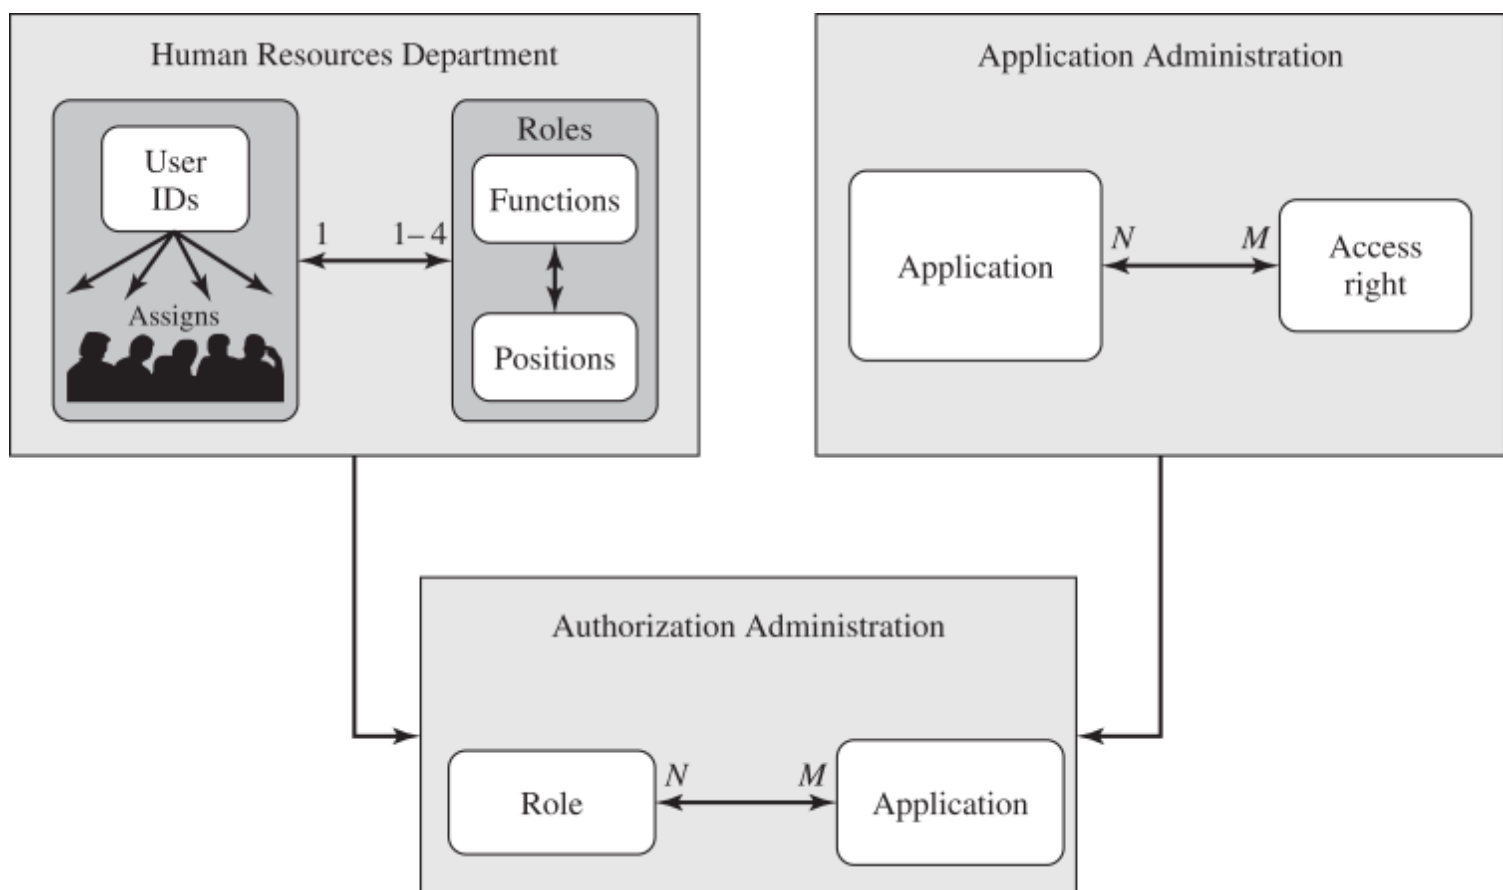 Human Resources Department
User
IDs
Assigns
1
1–4
Roles
Functions
Positions
Application Administration
Application
N
M
Access
right
Authorization Administration
Role
N
M
Application